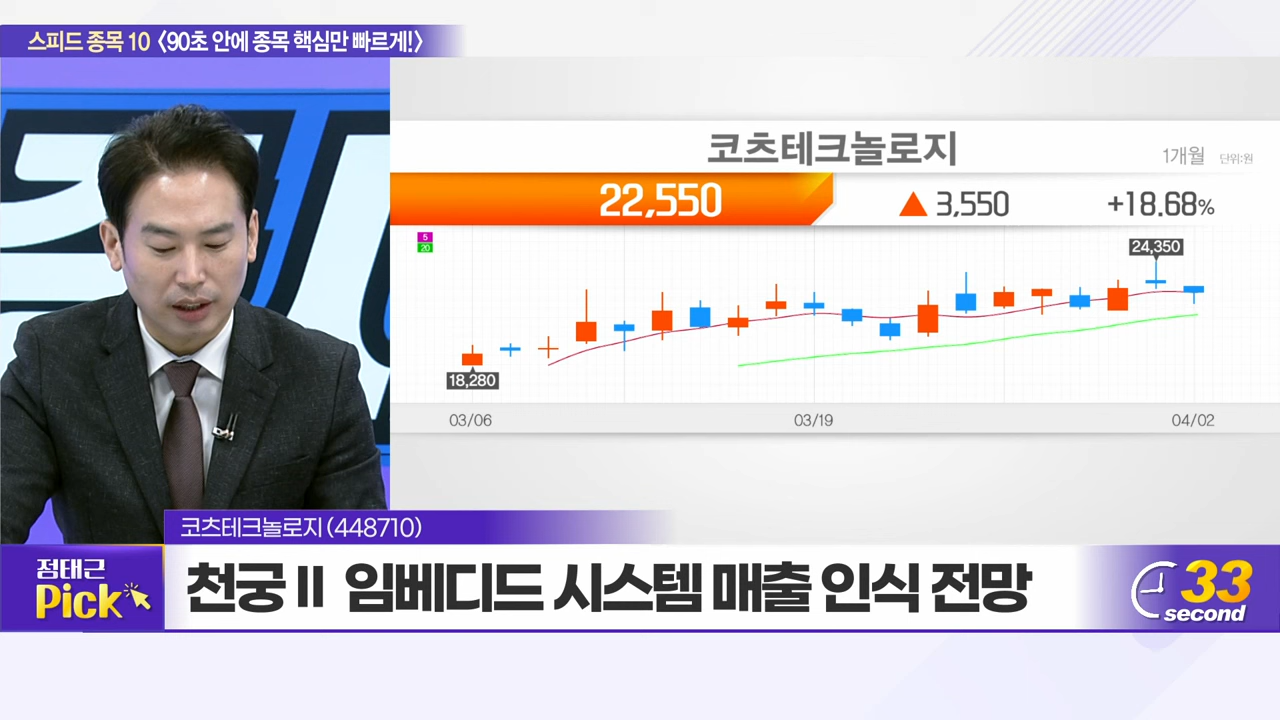 스피드 종목 10 〈90초 안에 종목 핵심만 빠르게!〉
코츠테크놀로지
1개월 단위:원
22,550 ▲ 3,550 +18.68%
5
20
24,350
18,280
03/06 03/19 04/02
코츠테크놀로지 (448710)
점태근
Pick
천궁Ⅱ 임베디드 시스템 매출 인식 전망
33
second